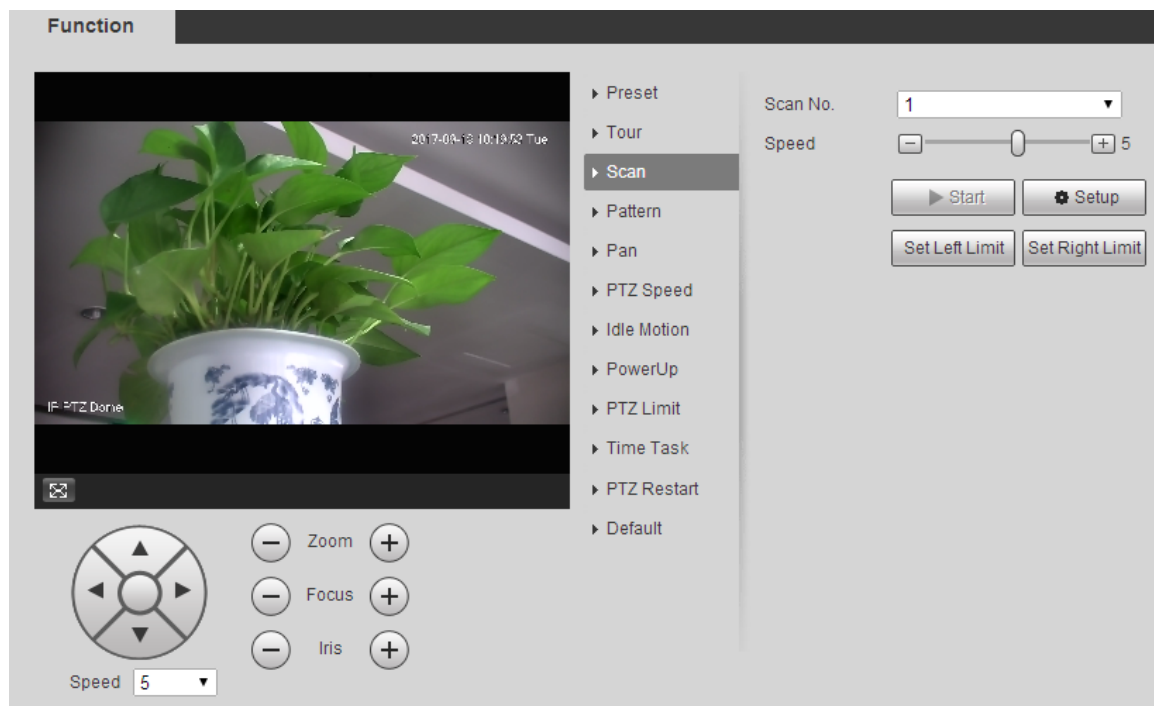 Function
2017-09-19 10:19:52 Tue
IP PTZ Dome
Zoom
Focus
Iris
Speed 5
Preset
Tour
Scan
Pattern
Pan
PTZ Speed
Idle Motion
PowerUp
PTZ Limit
Time Task
PTZ Restart
Default
Scan No. 1
Speed 5
Start Setup
Set Left Limit Set Right Limit